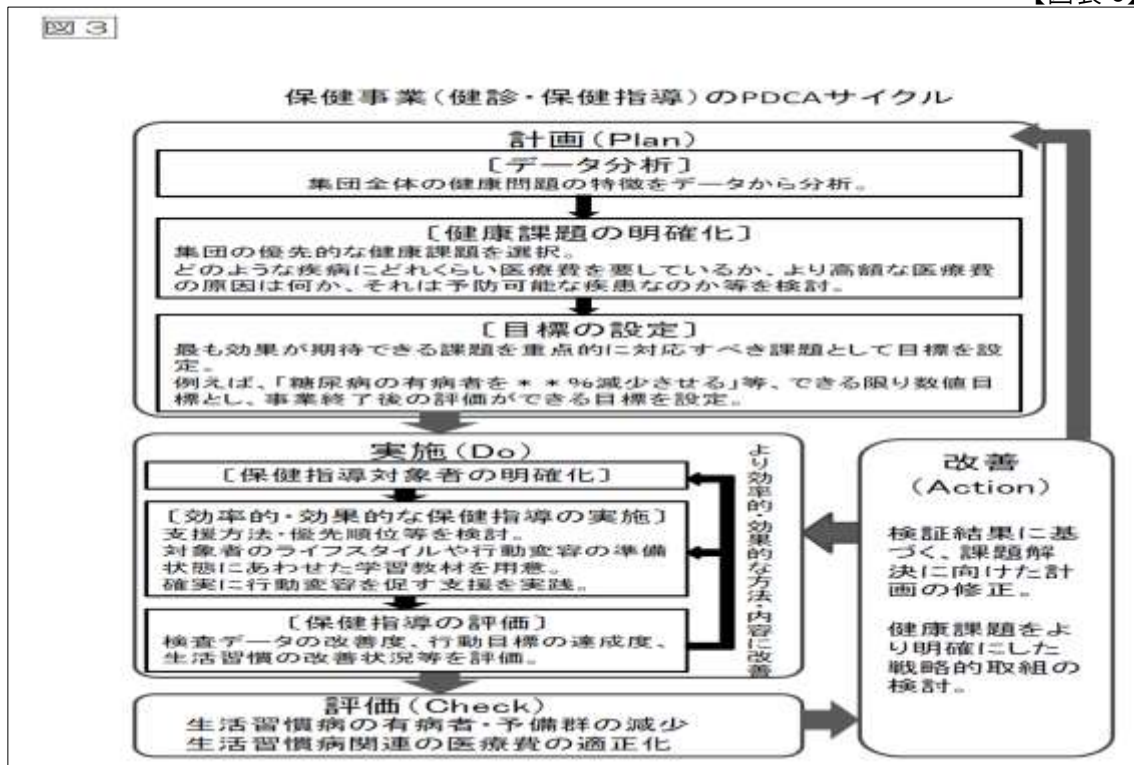 図3
保健事業(健診・保健指導)のPDCAサイクル
計画(Plan)
〔データ分析〕
集団全体の健康問題の特徴をデータから分析。
〔健康課題の明確化〕
集団の優先的な健康課題を選択。
どのような疾病にどれくらい医療費を要しているか、より高額な医療費
の原因は何か、それは予防可能な疾患なのか等を検討。
〔目標の設定〕
最も効果が期待できる課題を重点的に対応すべき課題として目標を設
定。
例えば、「糖尿病の有病者を**%減少させる」等、できる限り数値目
標とし、事業終了後の評価ができる目標を設定。
実施(Do)
〔保健指導対象者の明確化〕
〔効率的・効果的な保健指導の実施〕
支援方法・優先順位等を検討。
対象者のライフスタイルや行動変容の準備
状態にあわせた学習教材を用意。
確実に行動変容を促す支援を実践。
〔保健指導の評価〕
検査データの改善度、行動目標の達成度、
生活習慣の改善状況等を評価。
より効率的・効果的な方法・内容に改善
評価(Check)
生活習慣病の有病者・予備群の減少
生活習慣病関連の医療費の適正化
改善
(Action)
検証結果に基
づく、課題解
決に向けた計
画の修正。
健康課題をよ
り明確にした
戦略的取組の
検討。